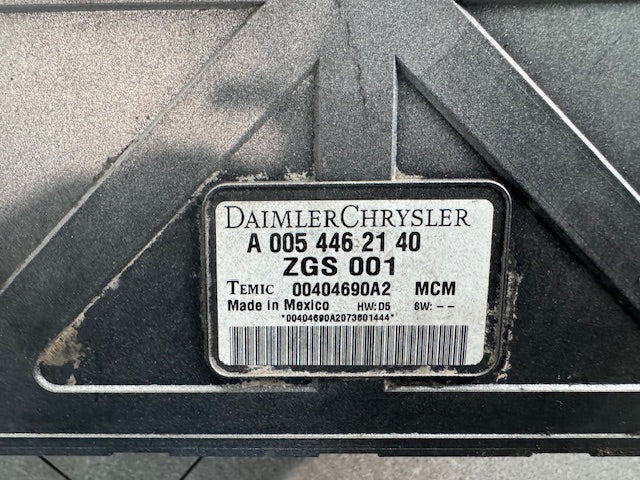 DAIMLERCHRYSLER
A 005 446 21 40
ZGS 001
TEMIC 00404690A2 MCM
Made in Mexico HW: D5 SW: --
*00404690A2073601444*